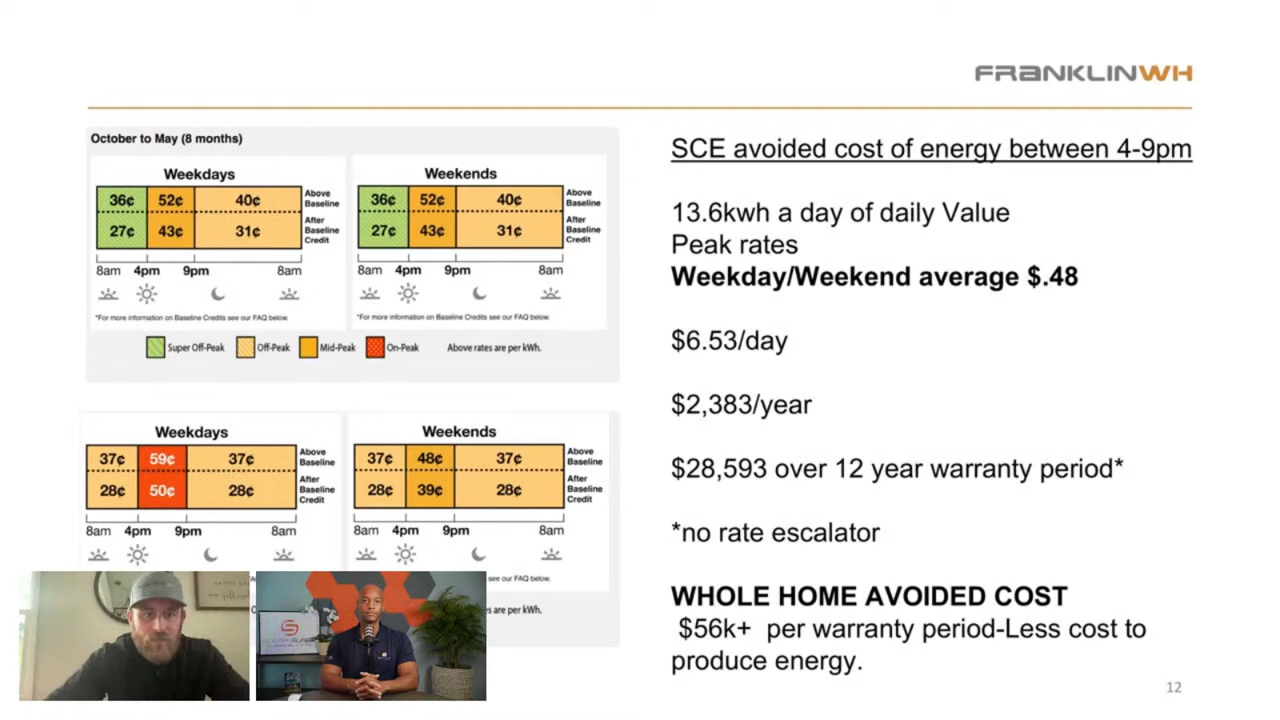 FRANKLINWH
October to May (8 months)
Weekdays
36¢ 52¢ 40¢ Above Baseline
27¢ 43¢ 31¢ After Baseline Credit
8am 4pm 9pm 8am
*For more information on Baseline Credits see our FAQ below.
Weekends
36¢ 52¢ 40¢ Above Baseline
27¢ 43¢ 31¢ After Baseline Credit
8am 4pm 9pm 8am
*For more information on Baseline Credits see our FAQ below.
Super Off-Peak Off-Peak Mid-Peak On-Peak Above rates are per kWh.
Weekdays
37¢ 59¢ 37¢ Above Baseline
28¢ 50¢ 28¢ After Baseline Credit
8am 4pm 9pm 8am
Weekends
37¢ 48¢ 37¢ Above Baseline
28¢ 39¢ 28¢ After Baseline Credit
8am 4pm 9pm 8am
see our FAQ below.
es are per kWh.
SCE avoided cost of energy between 4-9pm
13.6kwh a day of daily Value
Peak rates
Weekday/Weekend average $.48
$6.53/day
$2,383/year
$28,593 over 12 year warranty period*
*no rate escalator
WHOLE HOME AVOIDED COST
$56k+ per warranty period-Less cost to
produce energy.
12